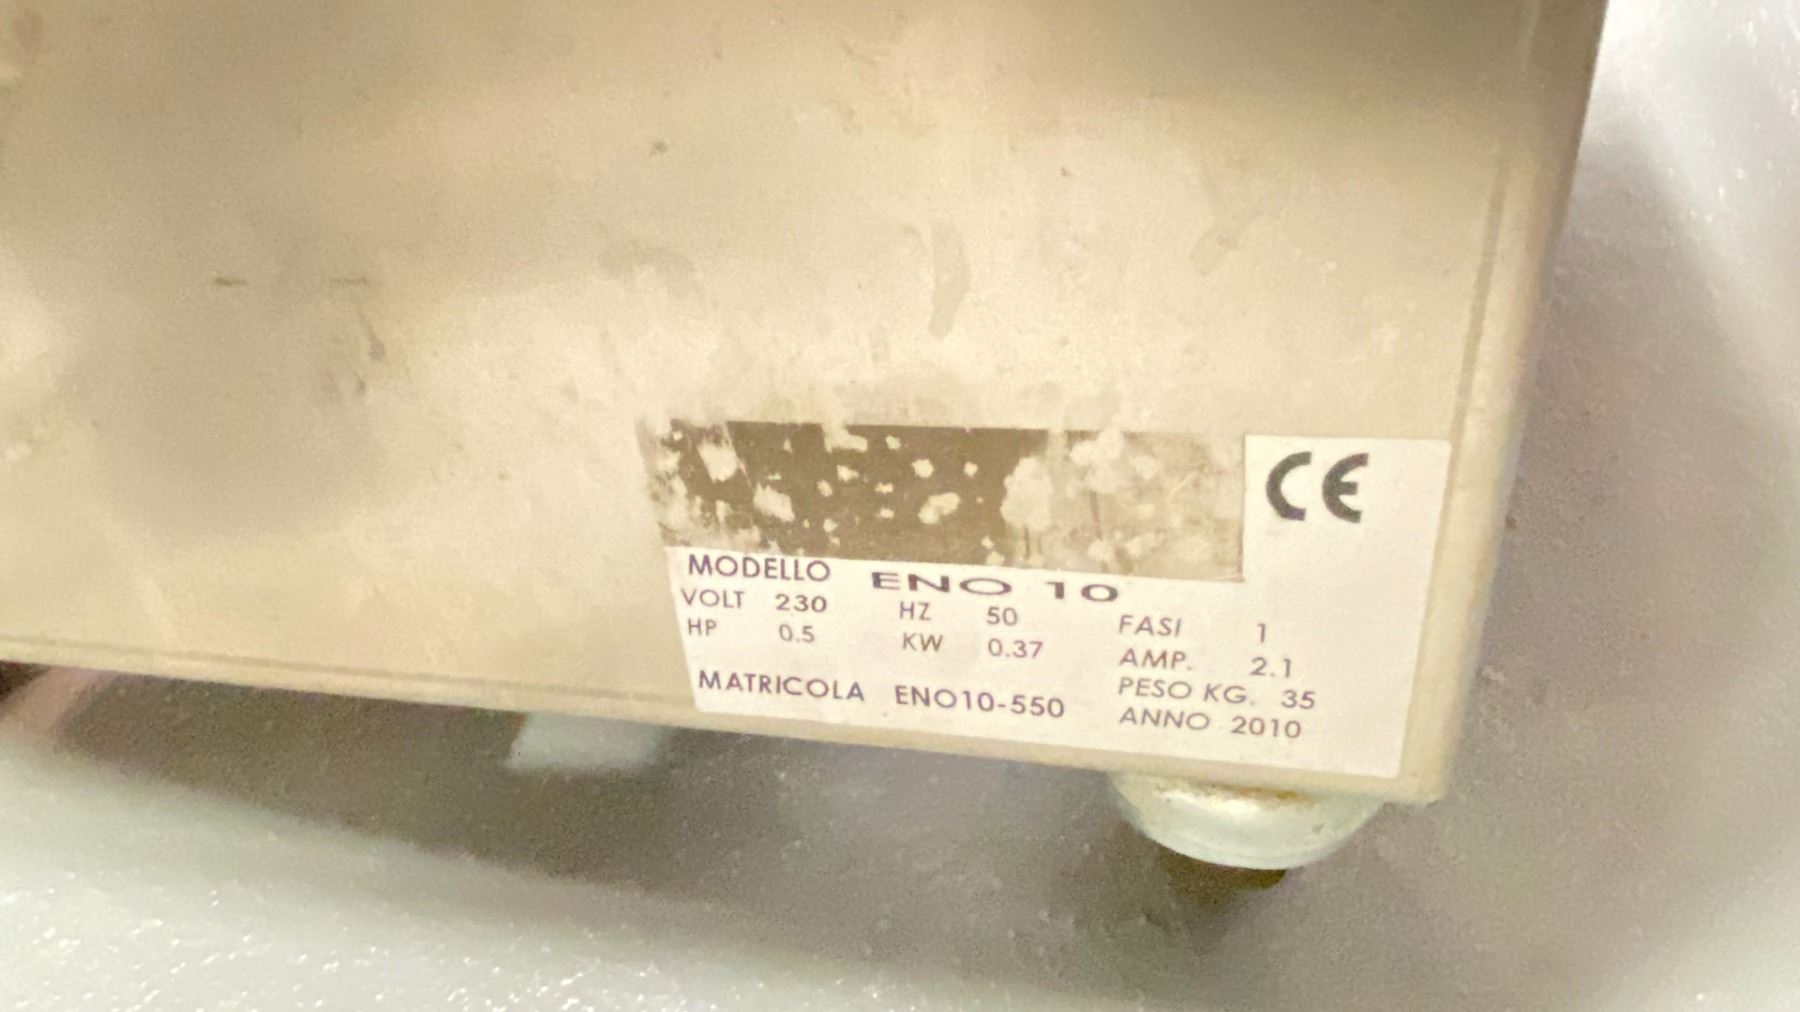 CE
MODELLO ENO 10
VOLT 230 HZ 50 FASI 1
HP 0.5 KW 0.37 AMP. 2.1
PESO KG. 35
MATRICOLA ENO10-550 ANNO 2010